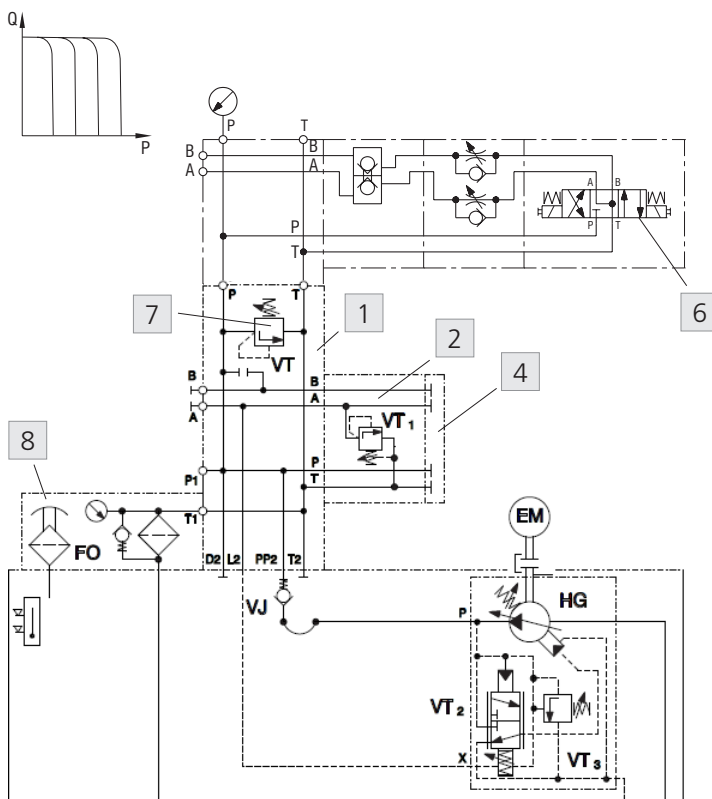 Q
P
P T
B B
A A
A B
P
T
P T
6
P T
7
1
VT
2
4
B B
A A
VT1
8
P1 P
T
T1
FO
EM
D2 L2 PP2 T2
HG
VJ
P
VT2
X
VT3